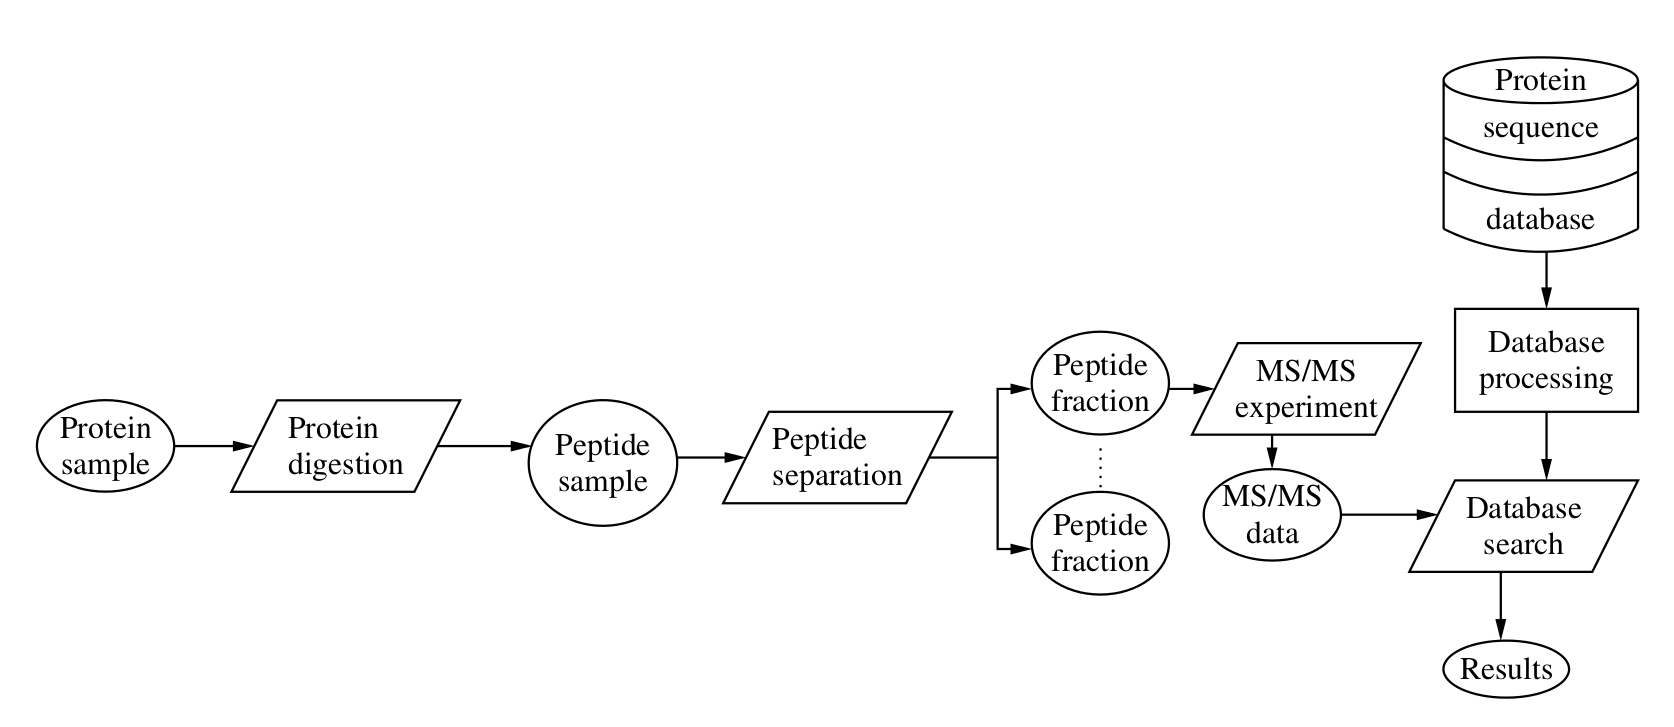 Protein
sample
Protein
digestion
Peptide
sample
Peptide
separation
Peptide
fraction
Peptide
fraction
MS/MS
experiment
MS/MS
data
Protein
sequence
database
Database
processing
Database
search
Results